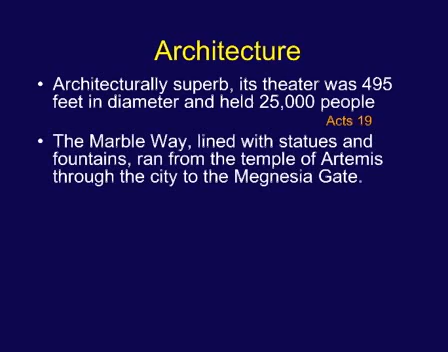 Architecture
• Architecturally superb, its theater was 495
feet in diameter and held 25,000 people
Acts 19
• The Marble Way, lined with statues and
fountains, ran from the temple of Artemis
through the city to the Megnesia Gate.